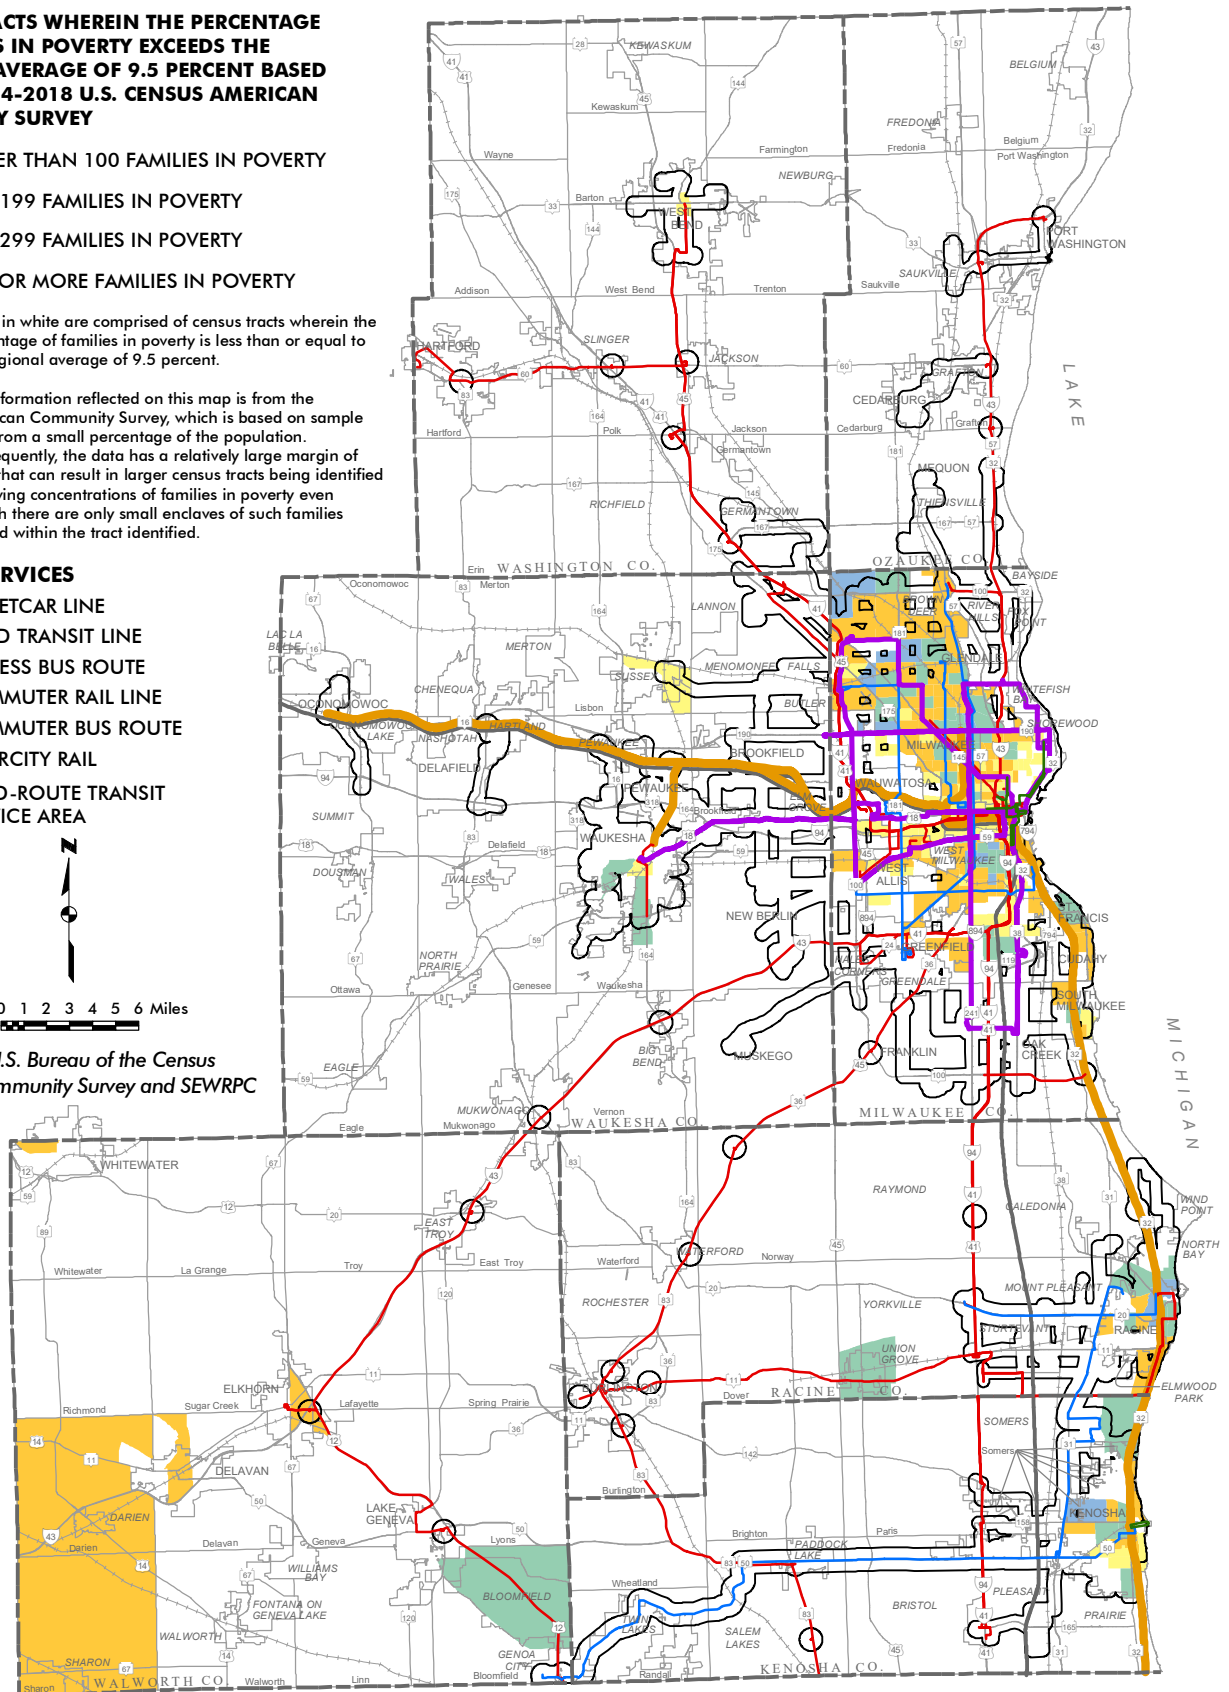 ACTS WHEREIN THE PERCENTAGE
S IN POVERTY EXCEEDS THE
AVERAGE OF 9.5 PERCENT BASED
4-2018 U.S. CENSUS AMERICAN
Y SURVEY
ER THAN 100 FAMILIES IN POVERTY
199 FAMILIES IN POVERTY
299 FAMILIES IN POVERTY
OR MORE FAMILIES IN POVERTY
in white are comprised of census tracts wherein the
ntage of families in poverty is less than or equal to
egional average of 9.5 percent.
formation reflected on this map is from the
can Community Survey, which is based on sample
rom a small percentage of the population.
equently, the data has a relatively large margin of
that can result in larger census tracts being identified
ving concentrations of families in poverty even
h there are only small enclaves of such families
d within the tract identified.
RVICES
ETCAR LINE
D TRANSIT LINE
ESS BUS ROUTE
MMUTER RAIL LINE
MMUTER BUS ROUTE
RCITY RAIL
D-ROUTE TRANSIT
ICE AREA
N
0 1 2 3 4 5 6 Miles
.S. Bureau of the Census
mmunity Survey and SEWRPC
KEWASKUM
Kewaskum
Wayne
Farmington
Fredonia
FREDONIA
BELGIUM
Belgium
Port Washington
NEWBURG
Barton
WEST
BEND
PORT
WASHINGTON
SAUKVILLE
Saukville
Addison
West Bend
Trenton
HARTFORD
SLINGER
JACKSON
GRAFTON
CEDARBURG
Hartford
Polk
Jackson
Germantown
Cedarburg
Grafton
MEQUON
THIENSVILLE
RICHFIELD
GERMANTOWN
Erin
WASHINGTON CO.
OZAUKEE CO.
LAKE
MICHIGAN
Oconomowoc
Merton
BAYSIDE
BROWN
DEER
RIVER
HILLS
FOX
POINT
LANNON
LAC LA
BELLE
MERTON
SUSSEX
MENOMONEE FALLS
GLENDALE
CHENEQUA
Lisbon
BUTLER
WHITEFISH
BAY
OCONOMOWOC
OCONOMOWOC
LAKE
NASHOTAH
HARTLAND
PEWAUKEE
SHOREWOOD
BROOKFIELD
MILWAUKEE
DELAFIELD
PEWAUKEE
ELM
GROVE
WAUWATOSA
Brookfield
SUMMIT
WAUKESHA
Delafield
DOUSMAN
WALES
WEST
MILWAUKEE
WEST
ALLIS
NEW BERLIN
ST.
FRANCIS
NORTH
PRAIRIE
GREENFIELD
HALES
CORNERS
GREENDALE
CUDAHY
Ottawa
Genesee
Waukesha
SOUTH
MILWAUKEE
EAGLE
BIG
BEND
MUSKEGO
FRANKLIN
OAK
CREEK
MUKWONAGO
Mukwonago
Vernon
Eagle
WAUKESHA CO.
MILWAUKEE CO.
WHITEWATER
RAYMOND
CALEDONIA
WIND
POINT
NORTH
BAY
EAST
TROY
WATERFORD
Whitewater
La Grange
Troy
East Troy
Waterford
Norway
ROCHESTER
YORKVILLE
MOUNT PLEASANT
STURTEVANT
RACINE
UNION
GROVE
ELKHORN
BURLINGTON
Dover
RACINE CO.
ELMWOOD
PARK
Richmond
Sugar Creek
Lafayette
Spring Prairie
SOMERS
Somers
DELAVAN
Burlington
LAKE
GENEVA
DARIEN
Darien
Delavan
Geneva
Lyons
Brighton
Paris
KENOSHA
PADDOCK
LAKE
WILLIAMS
BAY
BLOOMFIELD
Wheatland
FONTANA ON
GENEVA LAKE
BRISTOL
PLEASANT
PRAIRIE
TWIN
LAKES
SALEM
LAKES
WALWORTH
GENOA
CITY
SHARON
Sharon
WALWORTH CO.
Walworth
Linn
Bloomfield
Randall
KENOSHA CO.